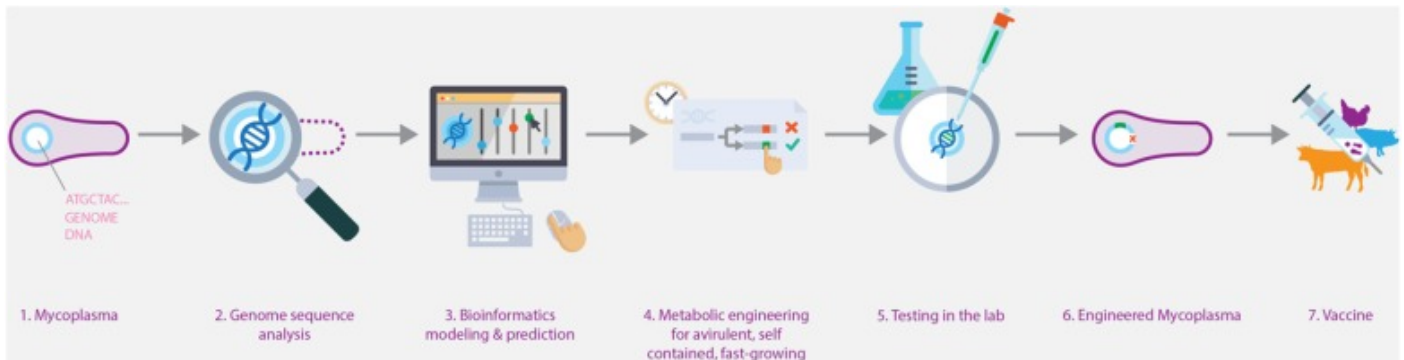 ATGCTAC...
GENOME
DNA
1. Mycoplasma
2. Genome sequence
analysis
3. Bioinformatics
modeling & prediction
4. Metabolic engineering
for avirulent, self
contained, fast-growing
5. Testing in the lab
6. Engineered Mycoplasma
7. Vaccine